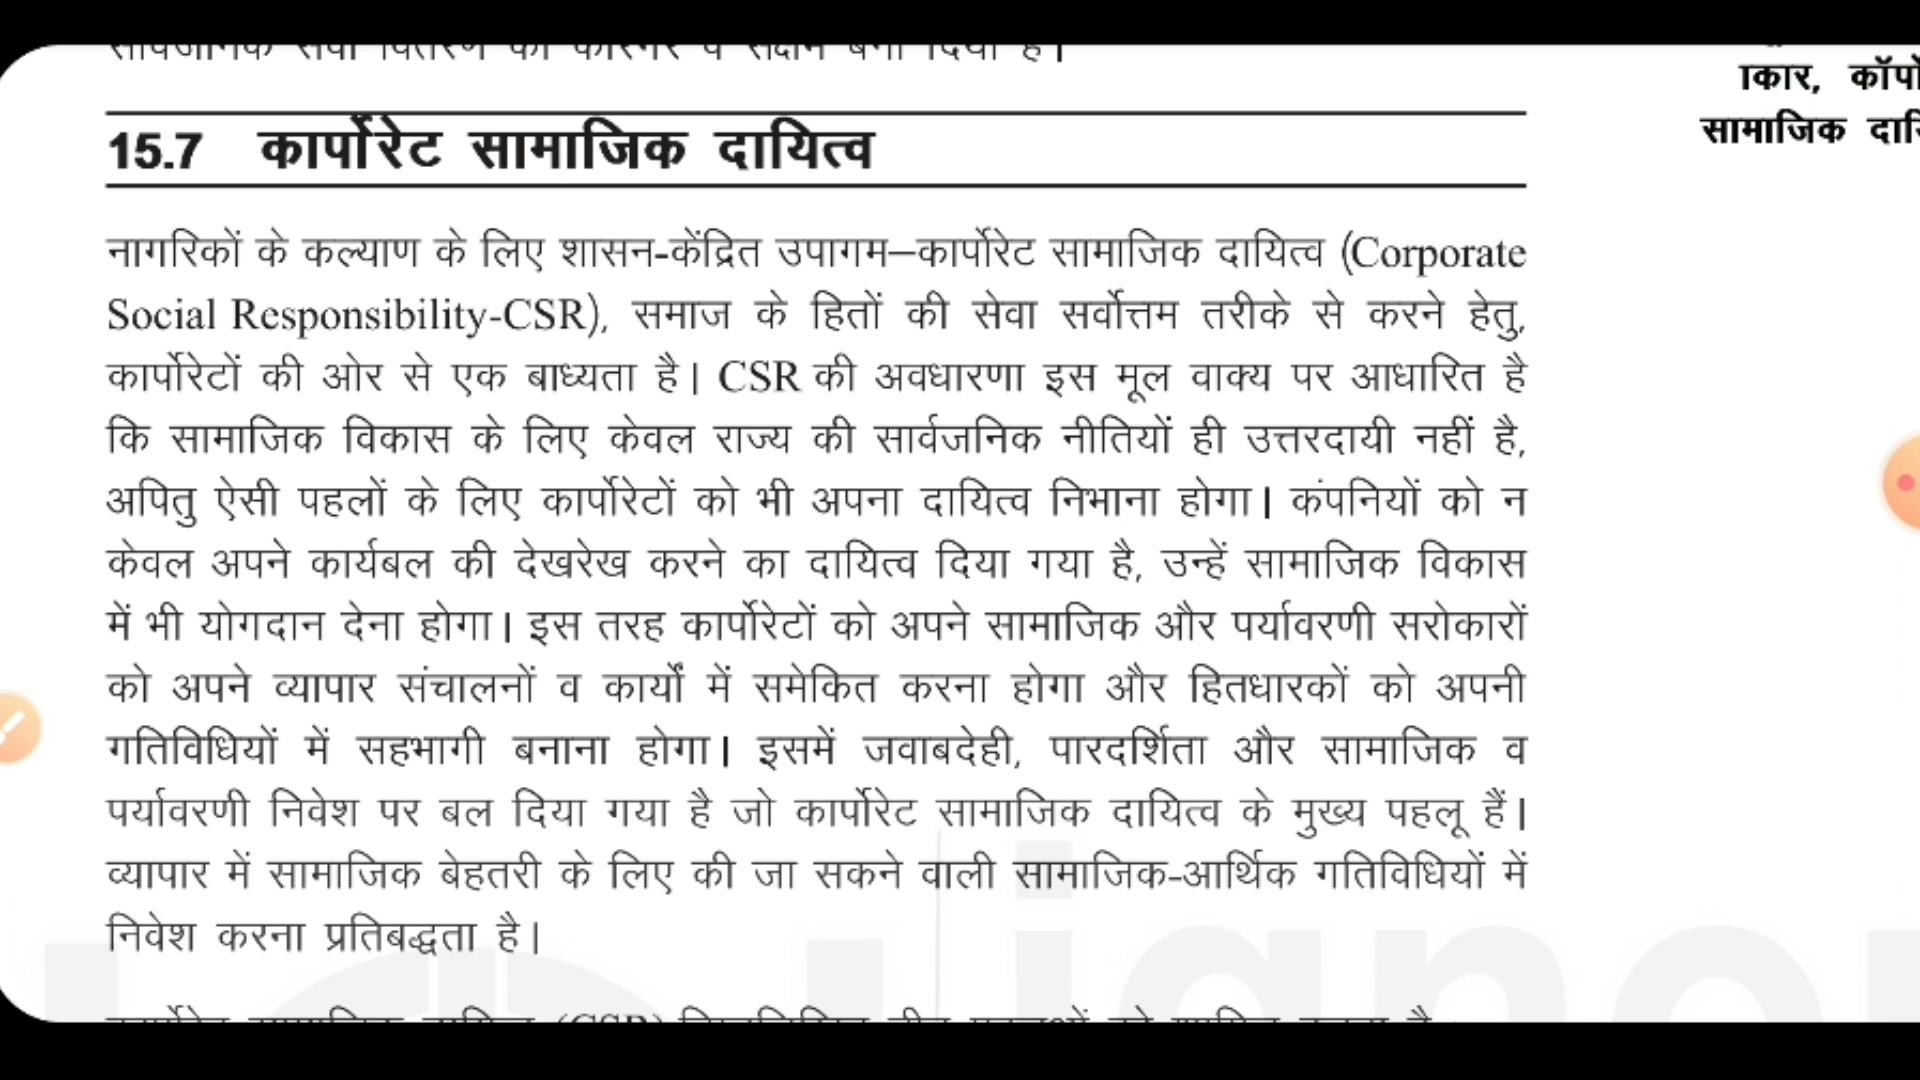 15.7 कार्पोरेट सामाजिक दायित्व
नागरिकों के कल्याण के लिए शासन-केंद्रित उपागम–कार्पोरेट सामाजिक दायित्व (Corporate
Social Responsibility-CSR), समाज के हितों की सेवा सर्वोत्तम तरीके से करने हेतु,
कार्पोरेटों की ओर से एक बाध्यता है। CSR की अवधारणा इस मूल वाक्य पर आधारित है
कि सामाजिक विकास के लिए केवल राज्य की सार्वजनिक नीतियों ही उत्तरदायी नहीं है,
अपितु ऐसी पहलों के लिए कार्पोरेटों को भी अपना दायित्व निभाना होगा। कंपनियों को न
केवल अपने कार्यबल की देखरेख करने का दायित्व दिया गया है, उन्हें सामाजिक विकास
में भी योगदान देना होगा। इस तरह कार्पोरेटों को अपने सामाजिक और पर्यावरणी सरोकारों
को अपने व्यापार संचालनों व कार्यों में समेकित करना होगा और हितधारकों को अपनी
गतिविधियों में सहभागी बनाना होगा। इसमें जवाबदेही, पारदर्शिता और सामाजिक व
पर्यावरणी निवेश पर बल दिया गया है जो कार्पोरेट सामाजिक दायित्व के मुख्य पहलू हैं।
व्यापार में सामाजिक बेहतरी के लिए की जा सकने वाली सामाजिक-आर्थिक गतिविधियों में
निवेश करना प्रतिबद्धता है।
सामाजिक